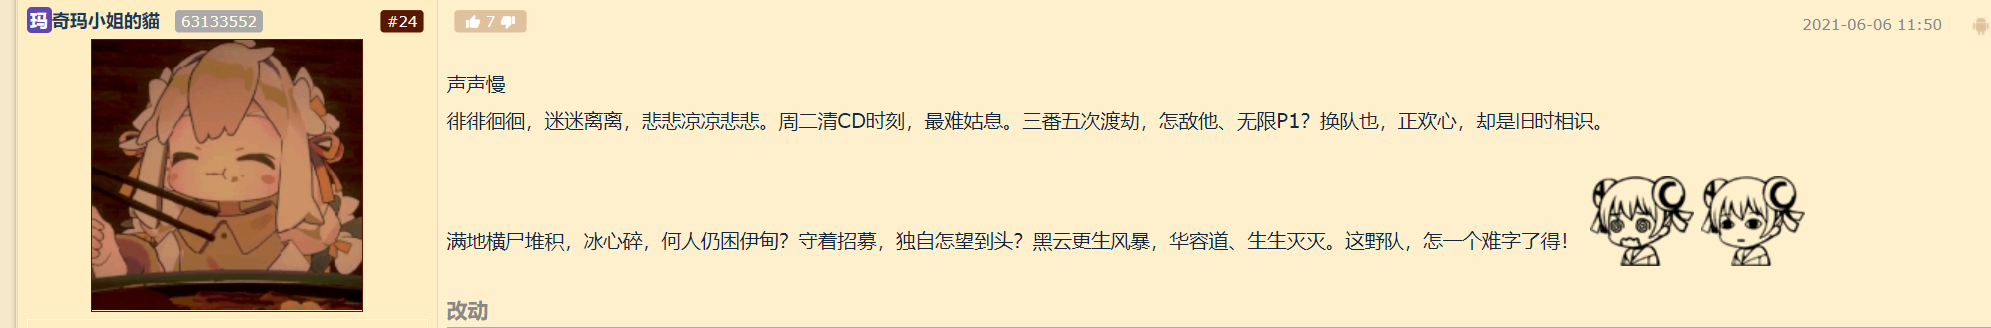 玛奇玛小姐的貓 63133552 #24
7
2021-06-06 11:50
声声慢
徘徘徊徊，迷迷离离，悲悲凉凉悲悲。周二清CD时刻，最难姑息。三番五次渡劫，怎敌他、无限P1？换队也，正欢心，却是旧时相识。
满地横尸堆积，冰心碎，何人仍困伊甸？守着招募，独自怎望到头？黑云更生风暴，华容道、生生灭灭。这野队，怎一个难字了得！
改动